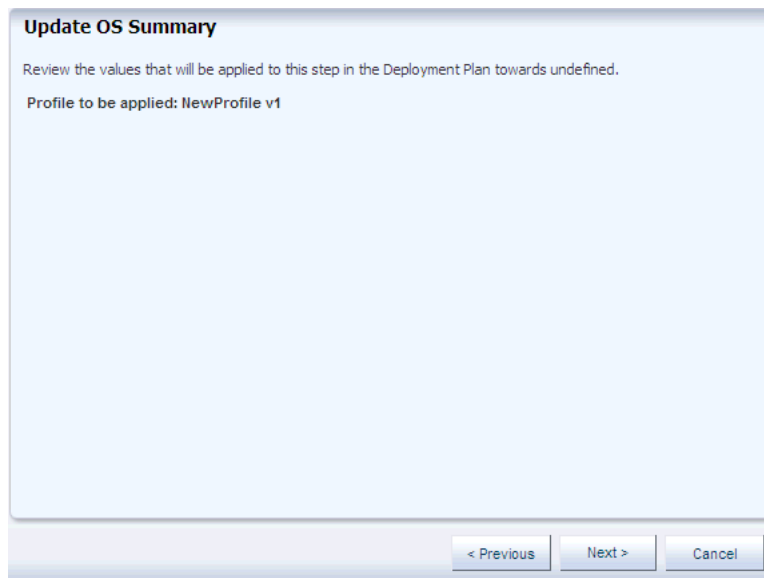 Update OS Summary
Review the values that will be applied to this step in the Deployment Plan towards undefined.
Profile to be applied: NewProfile v1
< Previous
Next >
Cancel